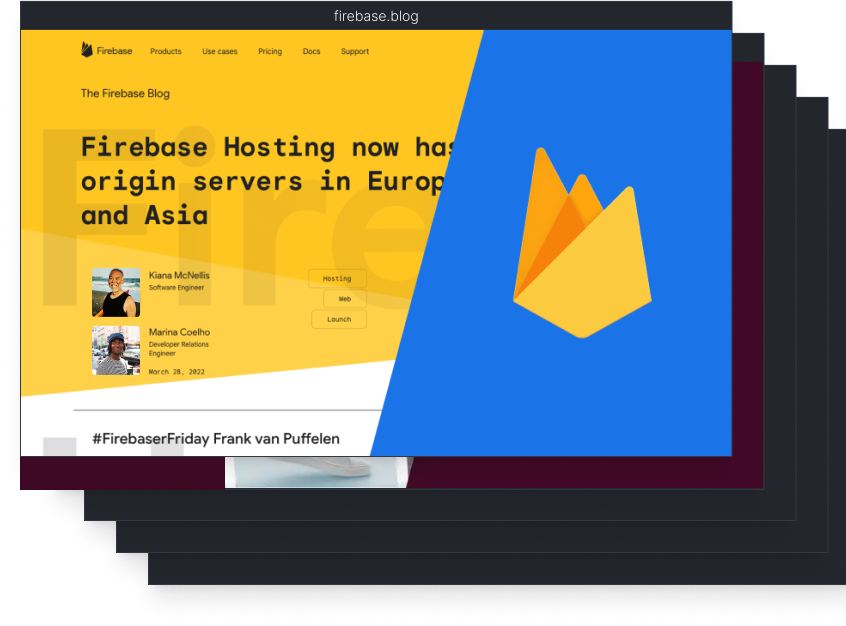 firebase.blog
Firebase Products Use cases Pricing Docs Support
The Firebase Blog
Firebase Hosting now has
origin servers in Europ
and Asia
Kiana McNellis
Software Engineer
Hosting
Web
Launch
Marina Coelho
Developer Relations
Engineer
March 28, 2022
#FirebaserFriday Frank van Puffelen
Fire